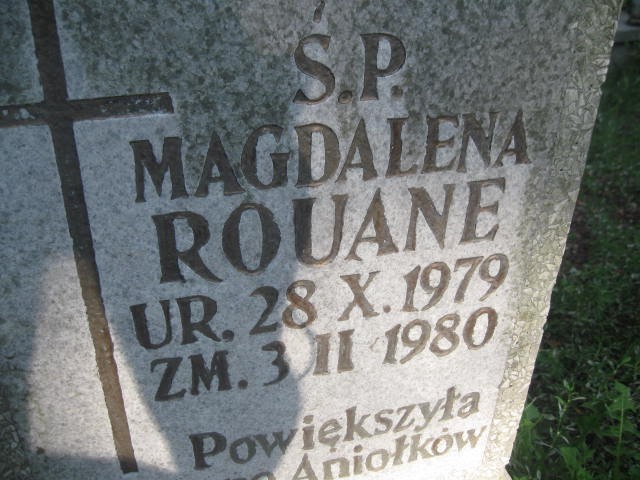 Ś.P.
MAGDALENA
ROUANE
UR. 28 X. 1979
ZM. 3 II 1980
Powiększyła
Aniołków